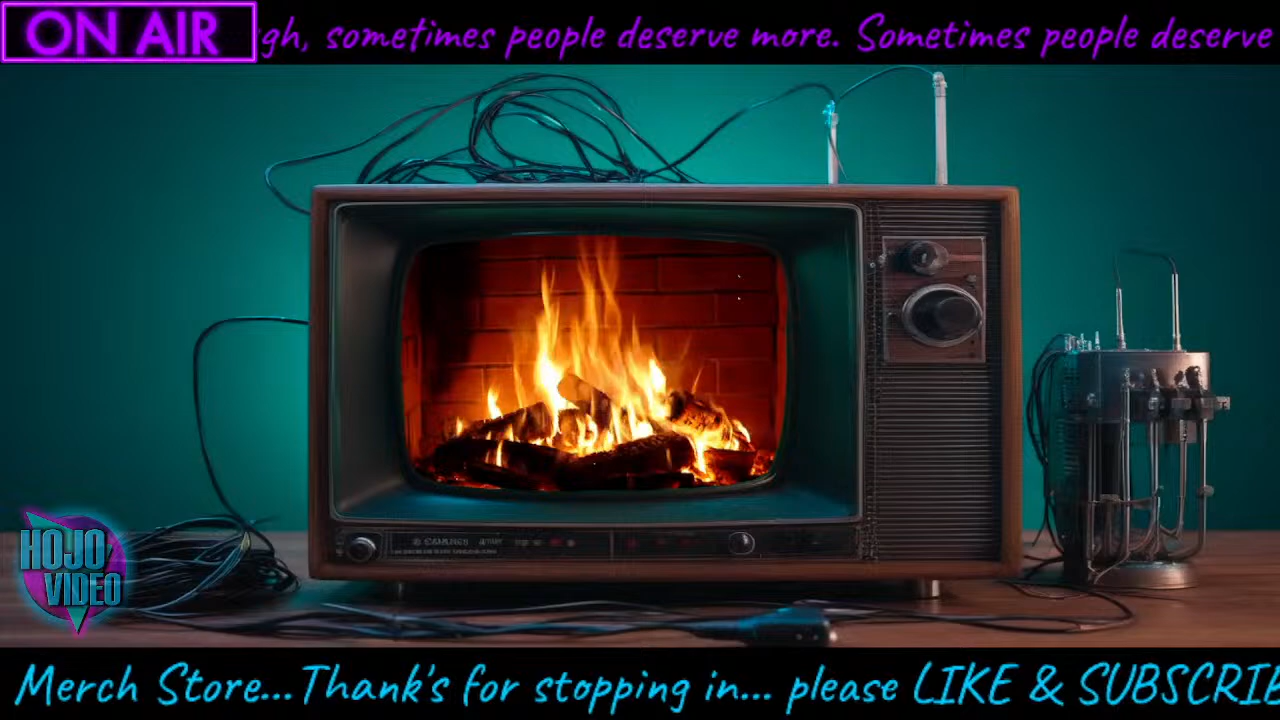 ON AIR
gh, sometimes people deserve more. Sometimes people deserve
HOJO
VIDEO
Merch Store... Thank's for stopping in... please LIKE & SUBSCRIB